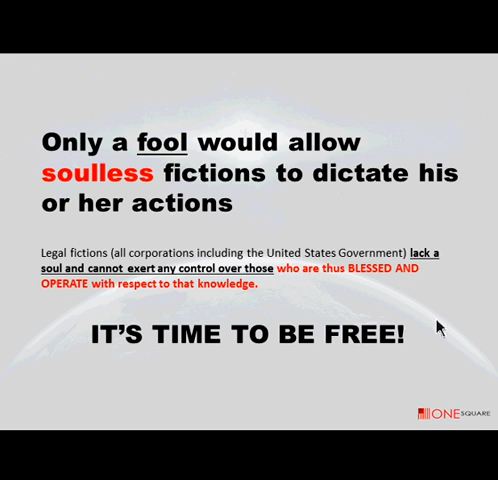 Only a fool would allow
soulless fictions to dictate his
or her actions
Legal fictions (all corporations including the United States Government) lack a
soul and cannot exert any control over those who are thus BLESSED AND
OPERATE with respect to that knowledge.
IT'S TIME TO BE FREE!
ONE SQUARE